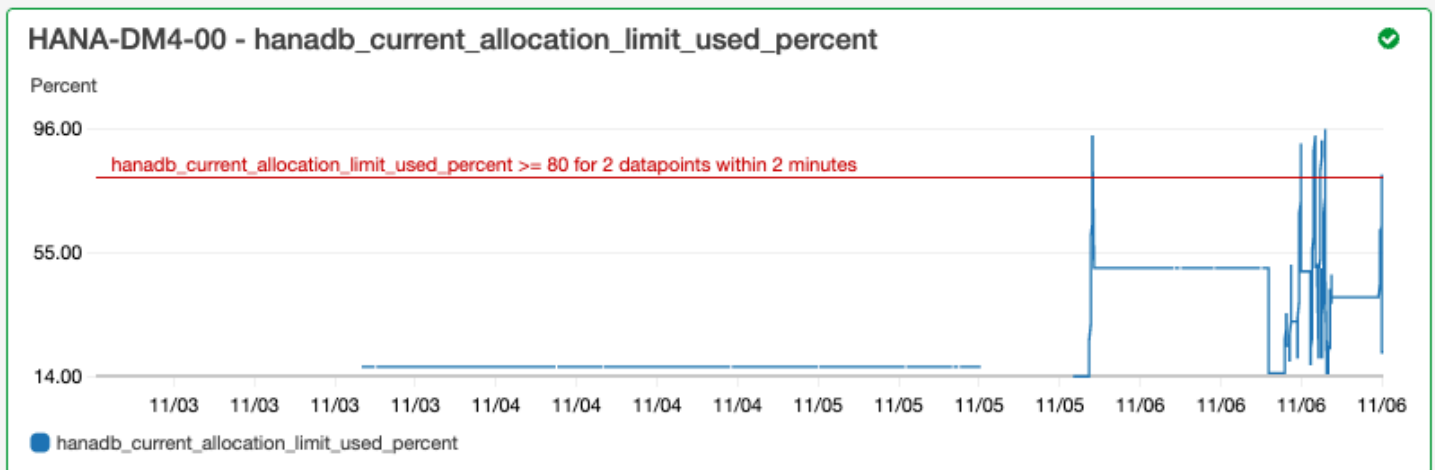 HANA-DM4-00 - hanadb_current_allocation_limit_used_percent
Percent
96.00
hanadb_current_allocation_limit_used_percent >= 80 for 2 datapoints within 2 minutes
55.00
14.00
11/03 11/03 11/03 11/03 11/04 11/04 11/04 11/04 11/05 11/05 11/05 11/05 11/06 11/06 11/06 11/06
hanadb_current_allocation_limit_used_percent